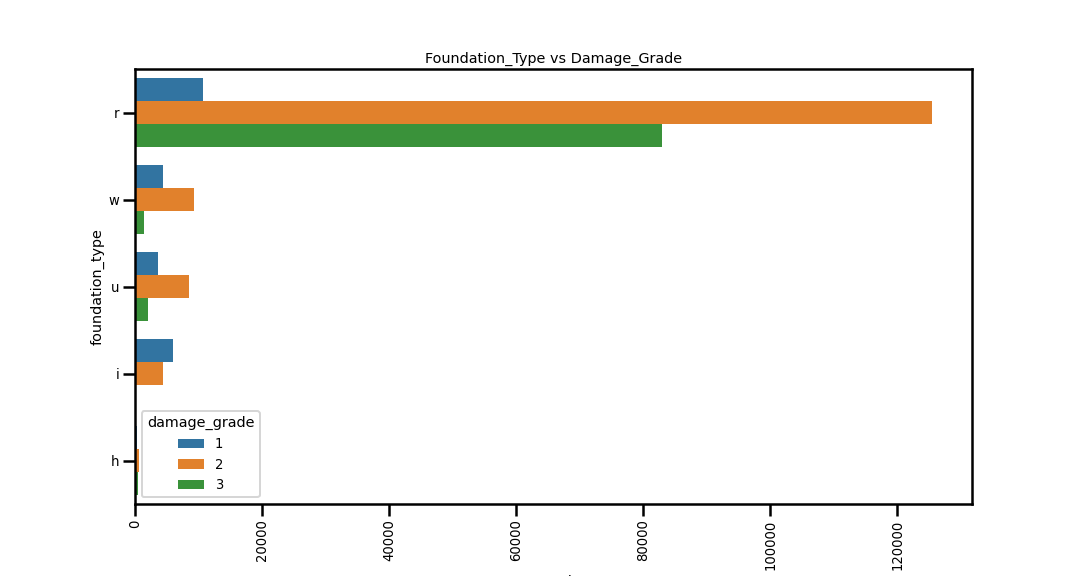 Foundation_Type vs Damage_Grade
foundation_type
r
w
u
i
h
damage_grade
1
2
3
0
20000
40000
60000
80000
100000
120000